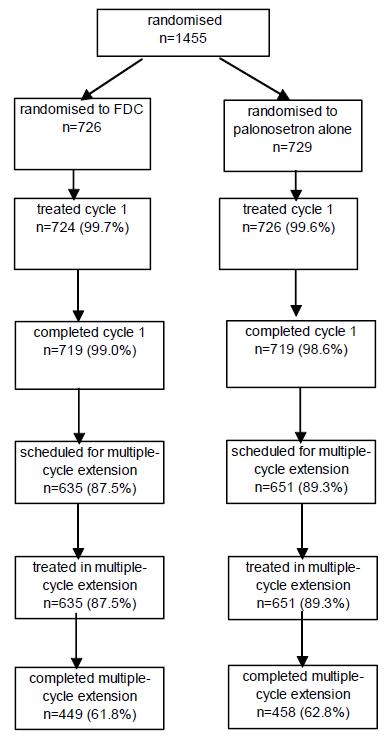 randomised
n=1455
randomised to FDC
n=726
randomised to
palonosetron alone
n=729
treated cycle 1
n=724 (99.7%)
treated cycle 1
n=726 (99.6%)
completed cycle 1
n=719 (99.0%)
completed cycle 1
n=719 (98.6%)
scheduled for multiple-
cycle extension
n=635 (87.5%)
scheduled for multiple-
cycle extension
n=651 (89.3%)
treated in multiple-
cycle extension
n=635 (87.5%)
treated in multiple-
cycle extension
n=651 (89.3%)
completed multiple-
cycle extension
n=449 (61.8%)
completed multiple-
cycle extension
n=458 (62.8%)